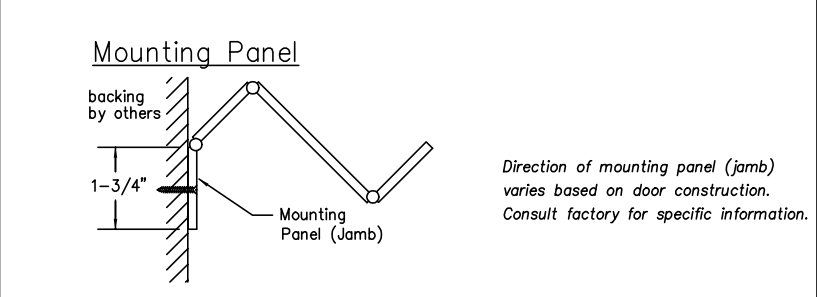 Mounting Panel
backing
by others
1-3/4"
Mounting
Panel (Jamb)
Direction of mounting panel (jamb)
varies based on door construction.
Consult factory for specific information.